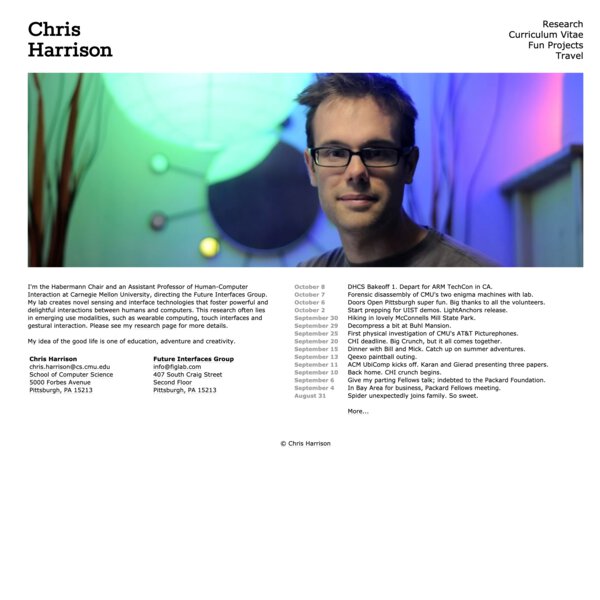 Chris
Harrison
Research
Curriculum Vitae
Fun Projects
Travel
I'm the Habermann Chair and an Assistant Professor of Human-Computer
Interaction at Carnegie Mellon University, directing the Future Interfaces Group.
My lab creates novel sensing and interface technologies that foster powerful and
delightful interactions between humans and computers. This research often lies
in emerging use modalities, such as wearable computing, touch interfaces and
gestural interaction. Please see my research page for more details.
My idea of the good life is one of education, adventure and creativity.
Chris Harrison
chris.harrison@cs.cmu.edu
School of Computer Science
5000 Forbes Avenue
Pittsburgh, PA 15213
Future Interfaces Group
info@figlab.com
407 South Craig Street
Second Floor
Pittsburgh, PA 15213
October 8 DHCS Bakeoff 1. Depart for ARM TechCon in CA.
October 7 Forensic disassembly of CMU's two enigma machines with lab.
October 6 Doors Open Pittsburgh super fun. Big thanks to all the volunteers.
October 2 Start prepping for UIST demos. LightAnchors release.
September 30 Hiking in lovely McConnells Mill State Park.
September 29 Decompress a bit at Buhl Mansion.
September 25 First physical investigation of CMU's AT&T Picturephones.
September 20 CHI deadline. Big Crunch, but it all comes together.
September 15 Dinner with Bill and Mick. Catch up on summer adventures.
September 13 Qeexo paintball outing.
September 11 ACM UbiComp kicks off. Karan and Gierad presenting three papers.
September 10 Back home. CHI crunch begins.
September 6 Give my parting Fellows talk; indebted to the Packard Foundation.
September 4 In Bay Area for business, Packard Fellows meeting.
August 31 Spider unexpectedly joins family. So sweet.
More...
© Chris Harrison